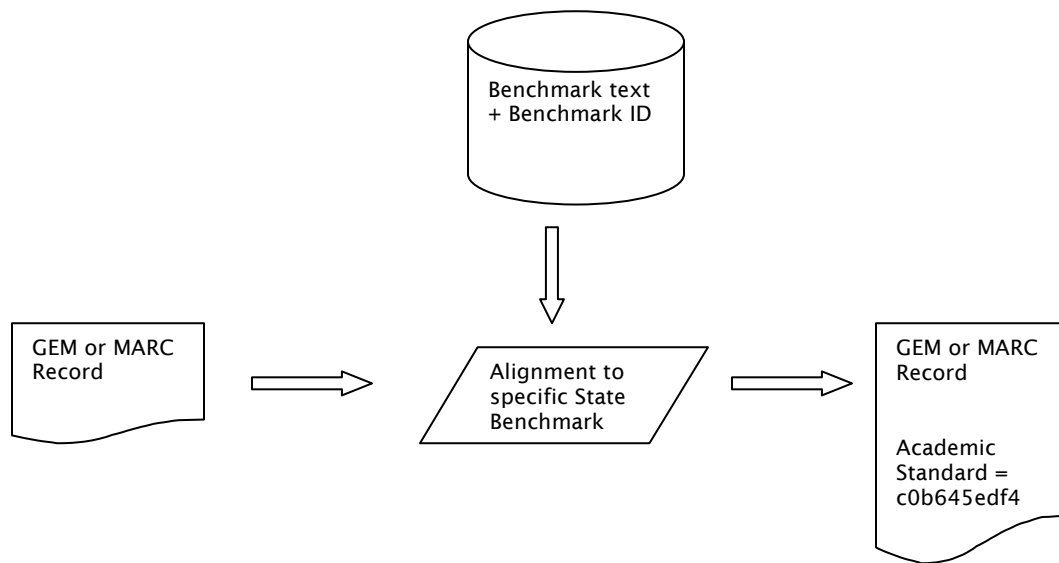 Benchmark text
+ Benchmark ID
GEM or MARC
Record
Alignment to
specific State
Benchmark
GEM or MARC
Record
Academic
Standard =
c0b645edf4